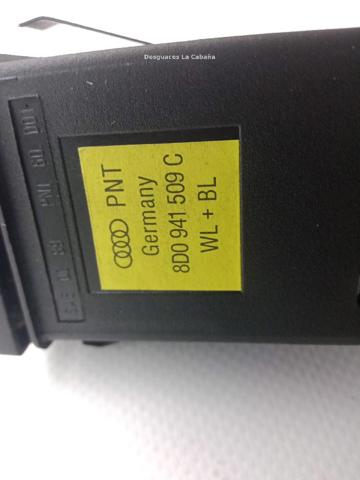 Desguaces La Cabaña
PNT
Germany
8D0 941 509 C
WL + BL